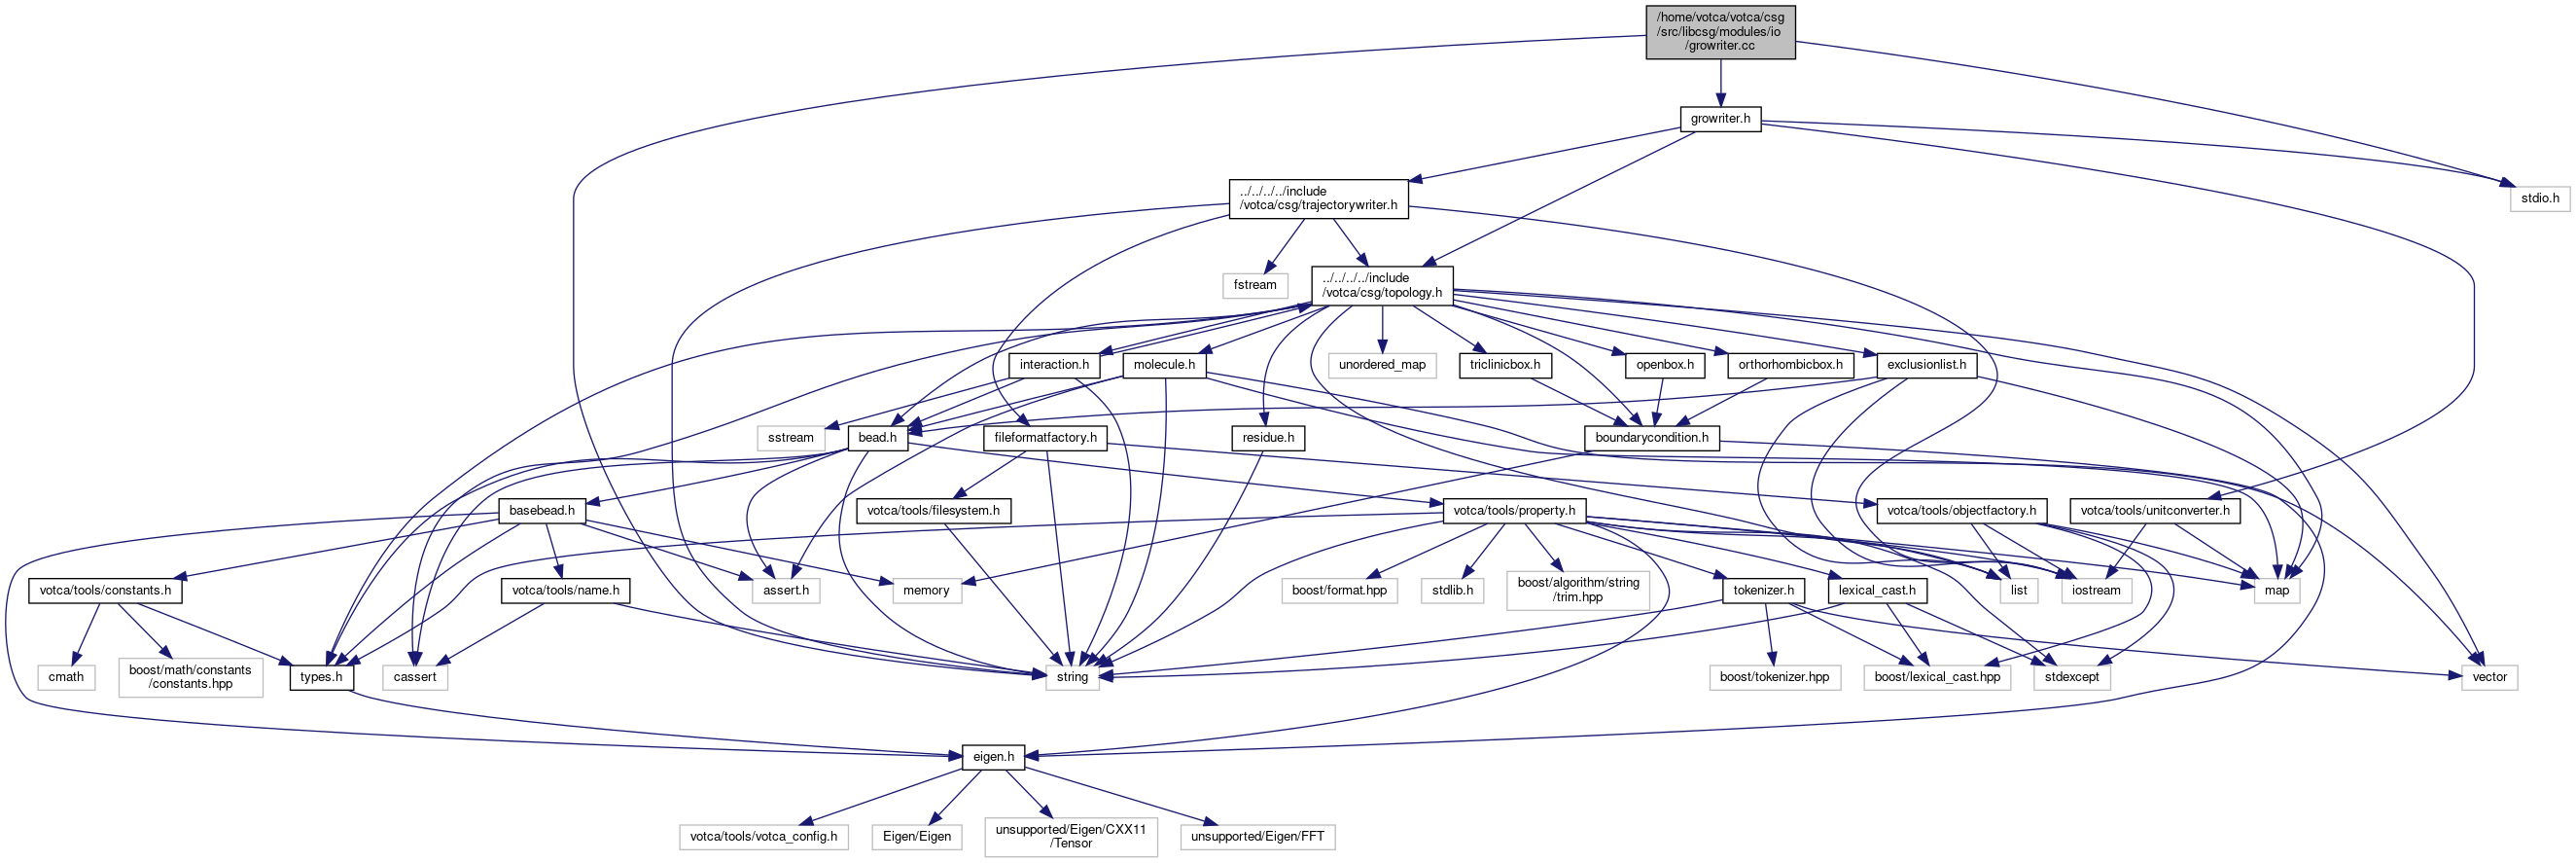 /home/votca/votca/csg
/src/libcsg/modules/io
/growriter.cc
growriter.h
../../../../include
/votca/csg/trajectorywriter.h
stdio.h
fstream
../../../../include
/votca/csg/topology.h
interaction.h
molecule.h
unordered_map
triclinicbox.h
openbox.h
orthorhombicbox.h
exclusionlist.h
sstream
bead.h
fileformatfactory.h
residue.h
boundarycondition.h
basebead.h
votca/tools/filesystem.h
votca/tools/property.h
votca/tools/objectfactory.h
votca/tools/unitconverter.h
votca/tools/constants.h
votca/tools/name.h
assert.h
memory
boost/format.hpp
stdlib.h
boost/algorithm/string
/trim.hpp
tokenizer.h
lexical_cast.h
list
iostream
map
cmath
boost/math/constants
/constants.hpp
types.h
cassert
string
boost/tokenizer.hpp
boost/lexical_cast.hpp
stdexcept
vector
eigen.h
votca/tools/votca_config.h
Eigen/Eigen
unsupported/Eigen/CXX11
/Tensor
unsupported/Eigen/FFT